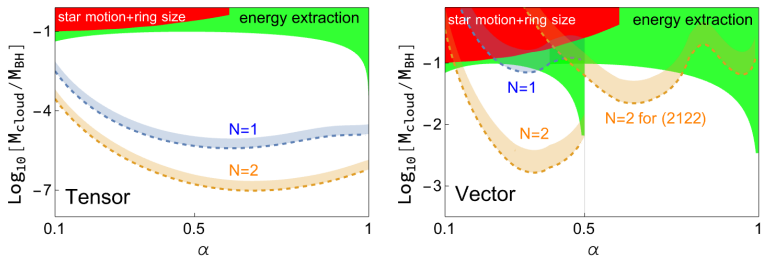 star motion+ring size
energy extraction
-1
-4
-7
Log10[Mcloud/MBH]
N=1
N=2
Tensor
0.1
0.5
1
α
star motion+ring size
energy extraction
-1
-2
-3
Log10[Mcloud/MBH]
N=1
N=2
N=2 for (2122)
Vector
0.1
0.5
1
α